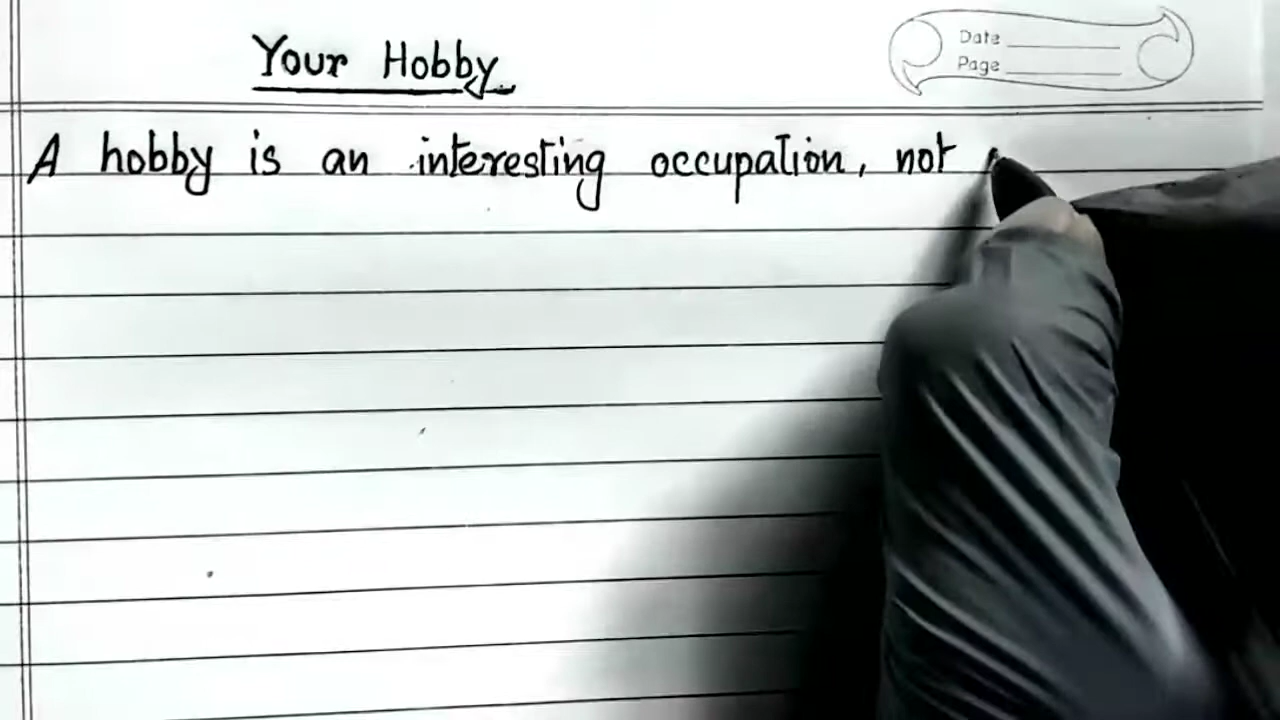 Your Hobby
Date
Page
A hobby is an interesting occupation, not